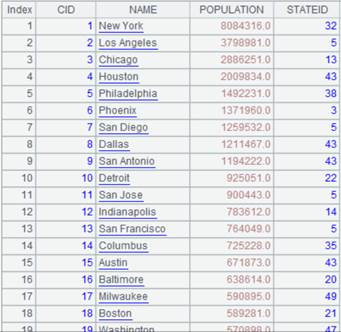 Index CID NAME POPULATION STATEID
1 1 New York 8084316.0 32
2 2 Los Angeles 3798981.0 5
3 3 Chicago 2886251.0 13
4 4 Houston 2009834.0 43
5 5 Philadelphia 1492231.0 38
6 6 Phoenix 1371960.0 3
7 7 San Diego 1259532.0 5
8 8 Dallas 1211467.0 43
9 9 San Antonio 1194222.0 43
10 10 Detroit 925051.0 22
11 11 San Jose 900443.0 5
12 12 Indianapolis 783612.0 14
13 13 San Francisco 764049.0 5
14 14 Columbus 725228.0 35
15 15 Austin 671873.0 43
16 16 Baltimore 638614.0 20
17 17 Milwaukee 590895.0 49
18 18 Boston 589281.0 21
19 19 Washington 570898.0 47